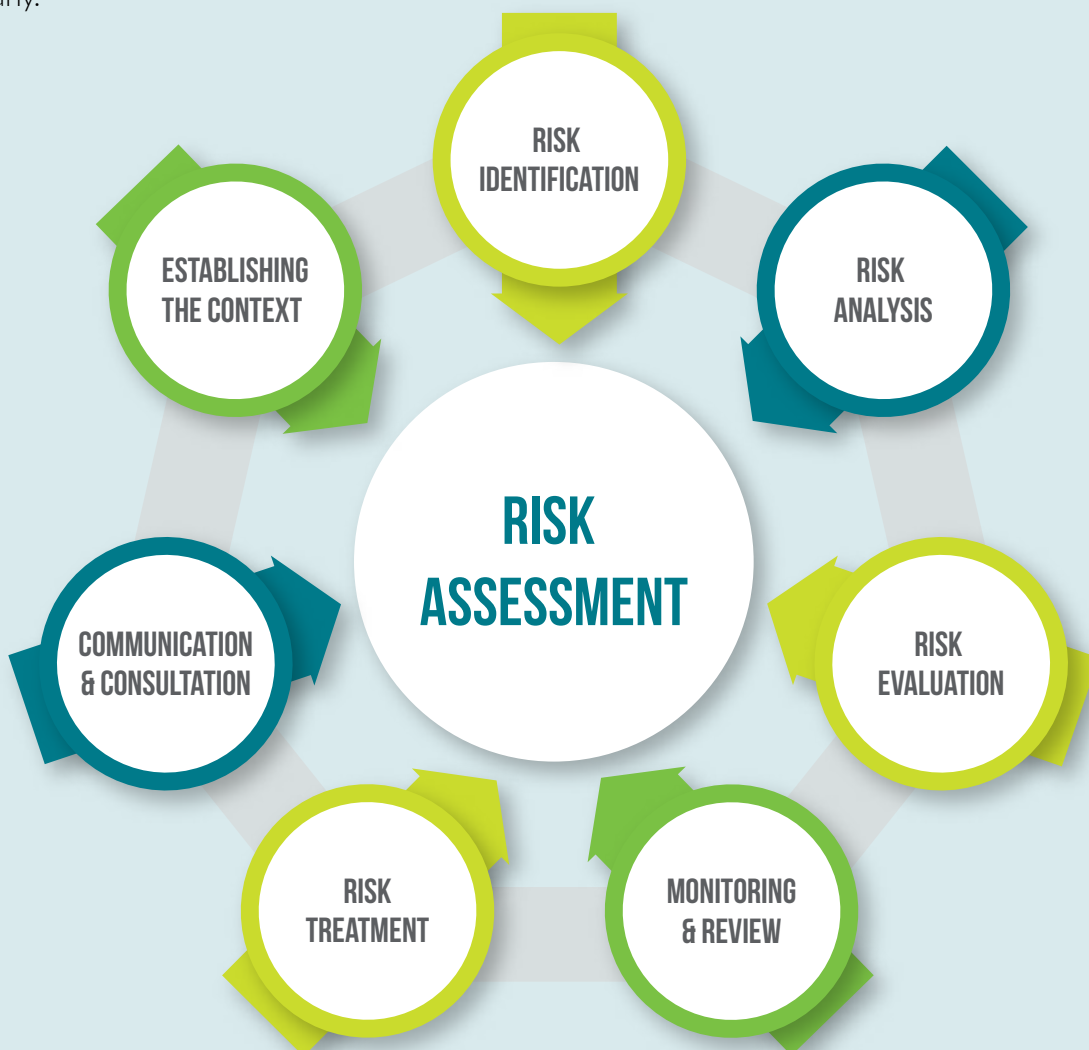 RISK
IDENTIFICATION
RISK
ANALYSIS
RISK
EVALUATION
MONITORING
& REVIEW
RISK
TREATMENT
COMMUNICATION
& CONSULTATION
ESTABLISHING
THE CONTEXT
RISK
ASSESSMENT